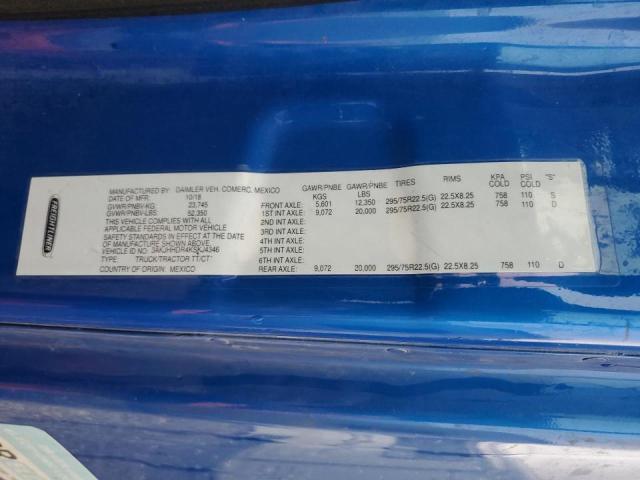 FREIGHTLINER
MANUFACTURED BY: DAIMLER VEH. COMERC. MEXICO
DATE OF MFR: 10/18
GVWR/PNBV-KG: 23,745
GVWR/PNBV-LBS: 52,350
THIS VEHICLE COMPLIES WITH ALL
APPLICABLE FEDERAL MOTOR VEHICLE
SAFETY STANDARDS IN EFFECT ON THE DATE
OF MANUFACTURE SHOWN ABOVE.
TYPE: TRUCK/TRACTOR TT/CT*
COUNTRY OF ORIGIN: MEXICO
GAWR/PNBE GAWR/PNBE TIRES RIMS KPA PSI "S"
KGS LBS COLD COLD "D"
FRONT AXLE: 5,601 12,350 295/75R22.5(G) 22.5X8.25 758 110 S
1ST INT AXLE: 9,072 20,000 295/75R22.5(G) 22.5X8.25 758 110 D
2ND INT AXLE:
3RD INT AXLE:
4TH INT AXLE:
5TH INT AXLE:
6TH INT AXLE:
REAR AXLE: 9,072 20,000 295/75R22.5(G) 22.5X8.25 758 110 D